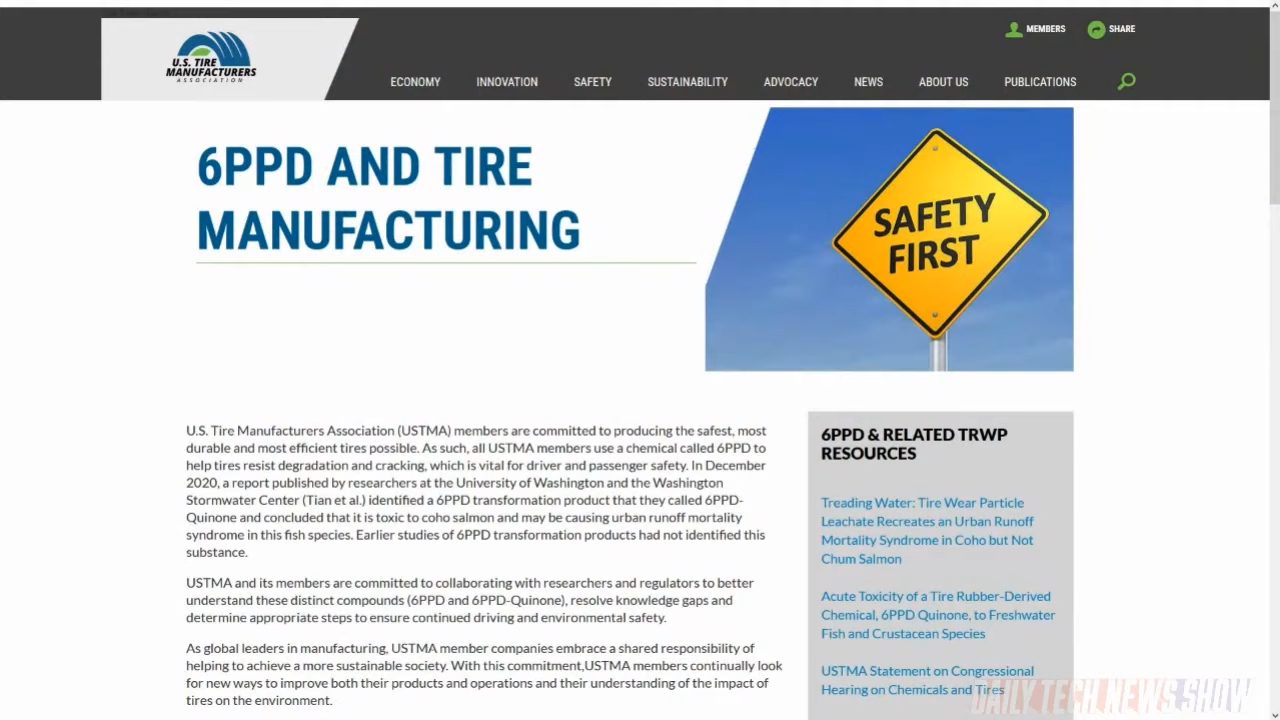 U.S. TIRE
MANUFACTURERS
ASSOCIATION
MEMBERS
SHARE
ECONOMY
INNOVATION
SAFETY
SUSTAINABILITY
ADVOCACY
NEWS
ABOUT US
PUBLICATIONS
6PPD AND TIRE
MANUFACTURING
SAFETY
FIRST
U.S. Tire Manufacturers Association (USTMA) members are committed to producing the safest, most
durable and most efficient tires possible. As such, all USTMA members use a chemical called 6PPD to
help tires resist degradation and cracking, which is vital for driver and passenger safety. In December
2020, a report published by researchers at the University of Washington and the Washington
Stormwater Center (Tian et al.) identified a 6PPD transformation product that they called 6PPD-
Quinone and concluded that it is toxic to coho salmon and may be causing urban runoff mortality
syndrome in this fish species. Earlier studies of 6PPD transformation products had not identified this
substance.
USTMA and its members are committed to collaborating with researchers and regulators to better
understand these distinct compounds (6PPD and 6PPD-Quinone), resolve knowledge gaps and
determine appropriate steps to ensure continued driving and environmental safety.
As global leaders in manufacturing, USTMA member companies embrace a shared responsibility of
helping to achieve a more sustainable society. With this commitment,USTMA members continually look
for new ways to improve both their products and operations and their understanding of the impact of
tires on the environment.
6PPD & RELATED TRWP
RESOURCES
Treading Water: Tire Wear Particle
Leachate Recreates an Urban Runoff
Mortality Syndrome in Coho but Not
Chum Salmon
Acute Toxicity of a Tire Rubber-Derived
Chemical, 6PPD Quinone, to Freshwater
Fish and Crustacean Species
USTMA Statement on Congressional
Hearing on Chemicals and Tires
DAILY TECH NEWS SHOW